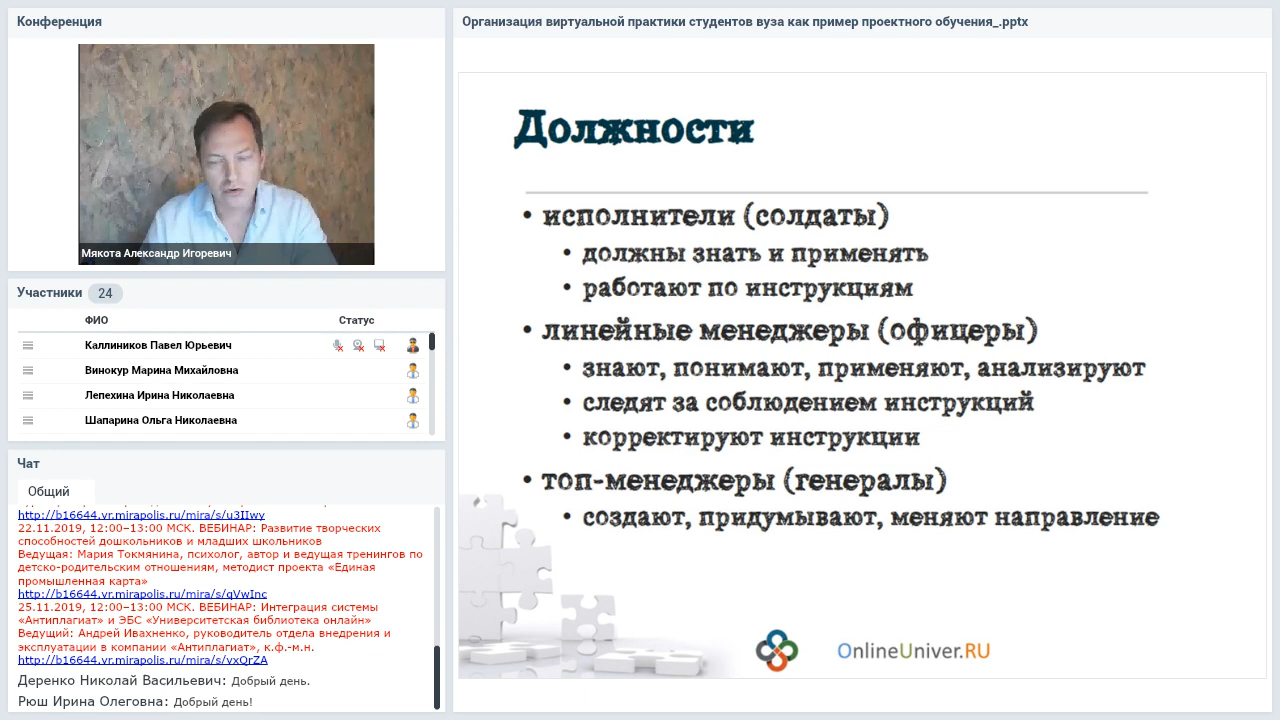 Конференция
Мякота Александр Игоревич
Участники 24
ФИО Статус
Каллиников Павел Юрьевич
Винокур Марина Михайловна
Лепехина Ирина Николаевна
Шапарина Ольга Николаевна
Чат
Общий
http://b16644.vr.mirapolis.ru/mira/s/u3IIwy
22.11.2019, 12:00–13:00 МСК. ВЕБИНАР: Развитие творческих
способностей дошкольников и младших школьников
Ведущая: Мария Токмянина, психолог, автор и ведущая тренингов по
детско-родительским отношениям, методист проекта «Единая
промышленная карта»
http://b16644.vr.mirapolis.ru/mira/s/qVwInc
25.11.2019, 12:00–13:00 МСК. ВЕБИНАР: Интеграция системы
«Антиплагиат» и ЭБС «Университетская библиотека онлайн»
Ведущий: Андрей Ивахненко, руководитель отдела внедрения и
эксплуатации в компании «Антиплагиат», к.ф.-м.н.
http://b16644.vr.mirapolis.ru/mira/s/vxQrZA
Деренко Николай Васильевич: Добрый день.
Рюш Ирина Олеговна: Добрый день!
Организация виртуальной практики студентов вуза как пример проектного обучения_.pptx
Должности
• исполнители (солдаты)
• должны знать и применять
• работают по инструкциям
• линейные менеджеры (офицеры)
• знают, понимают, применяют, анализируют
• следят за соблюдением инструкций
• корректируют инструкции
• топ-менеджеры (генералы)
• создают, придумывают, меняют направление
OnlineUniver.RU